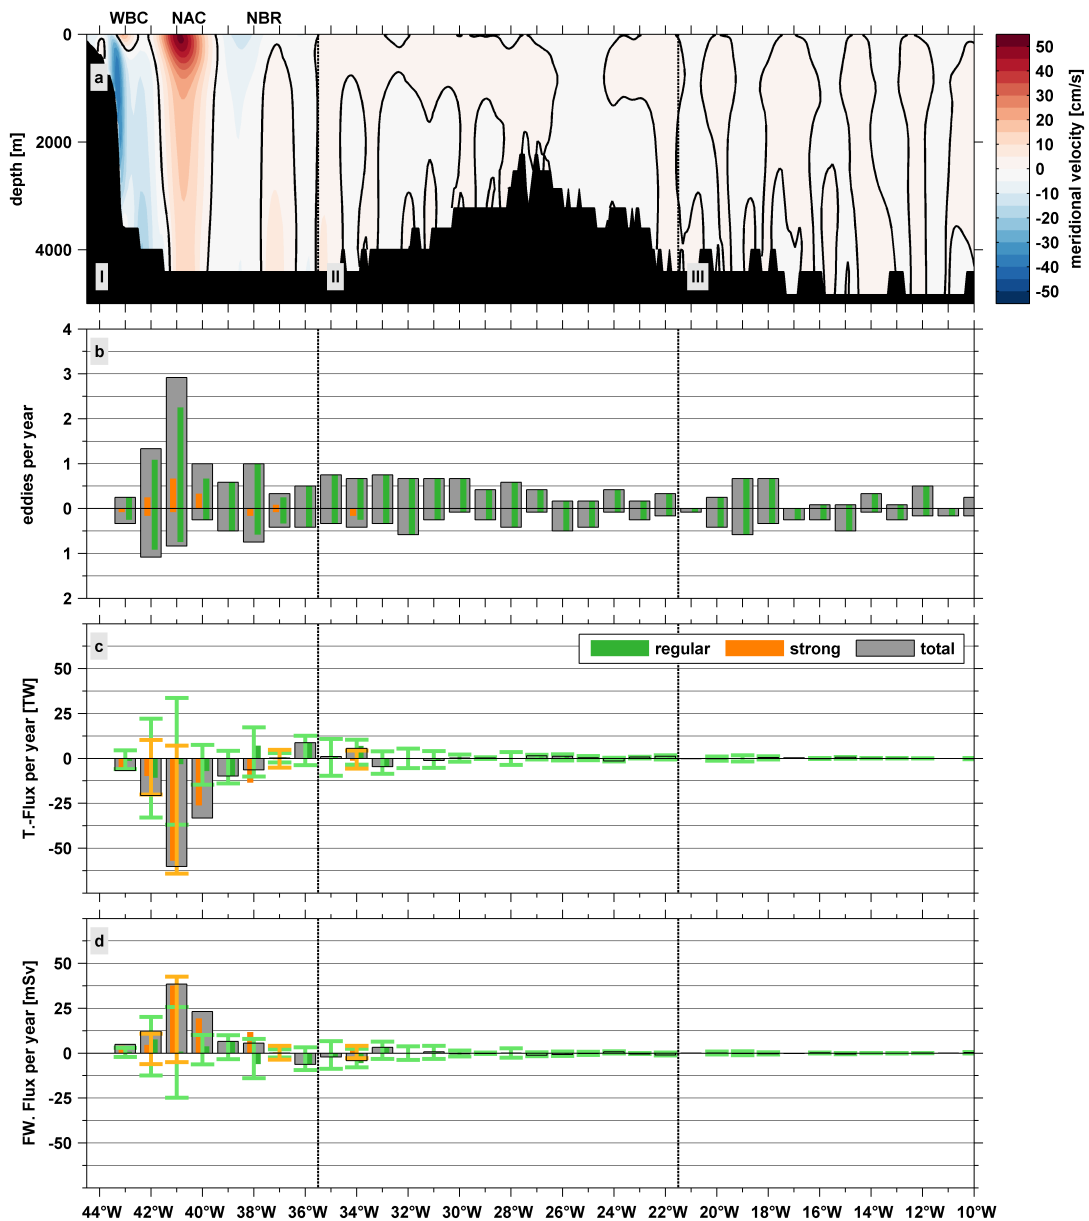 WBC NAC NBR
0
2000
4000
depth [m]
a
I
II
III
50
40
30
20
10
0
-10
-20
-30
-40
-50
meridional velocity [cm/s]
b
4
3
2
1
0
1
2
eddies per year
c
regular strong total
50
25
0
-25
-50
T.-Flux per year [TW]
d
50
25
0
-25
-50
FW. Flux per year [mSv]
44°W 42°W 40°W 38°W 36°W 34°W 32°W 30°W 28°W 26°W 24°W 22°W 20°W 18°W 16°W 14°W 12°W 10°W